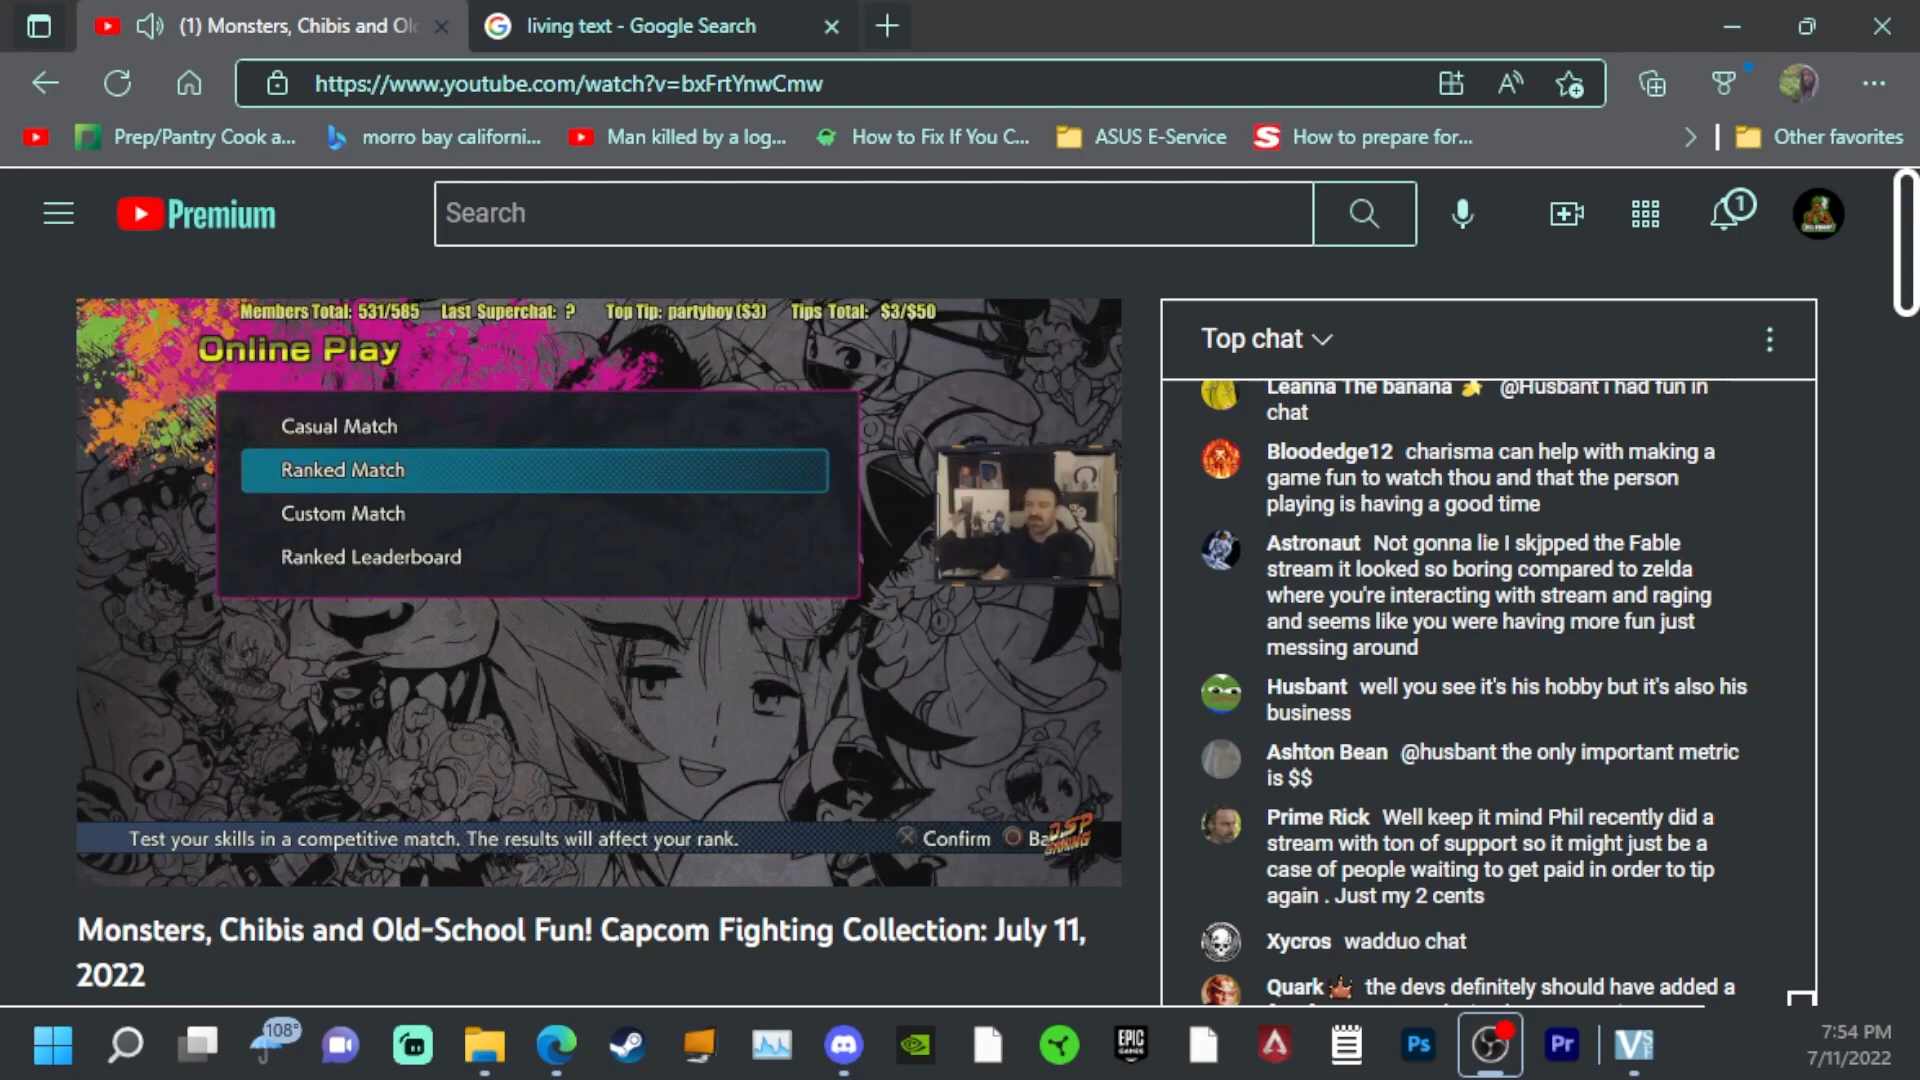 (1) Monsters, Chibis and Ol
living text - Google Search
https://www.youtube.com/watch?v=bxFrtYnwCmw
Prep/Pantry Cook a...
morro bay californi...
Man killed by a log...
How to Fix If You C...
ASUS E-Service
How to prepare for...
Other favorites
Premium
Search
1
Members Total: 531/585 Last Superchat: ? Top Tip: partyboy ($3) Tips Total: $3/$50
Online Play
Casual Match
Ranked Match
Custom Match
Ranked Leaderboard
Test your skills in a competitive match. The results will affect your rank.
Confirm
Ba
DSP
GAMING
Monsters, Chibis and Old-School Fun! Capcom Fighting Collection: July 11,
2022
Top chat
Leanna The banana @Husbant i had fun in
chat
Bloodedge12 charisma can help with making a
game fun to watch thou and that the person
playing is having a good time
Astronaut Not gonna lie I skjpped the Fable
stream it looked so boring compared to zelda
where you're interacting with stream and raging
and seems like you were having more fun just
messing around
Husbant well you see it's his hobby but it's also his
business
Ashton Bean @husbant the only important metric
is $$
Prime Rick Well keep it mind Phil recently did a
stream with ton of support so it might just be a
case of people waiting to get paid in order to tip
again . Just my 2 cents
Xycros wadduo chat
Quark the devs definitely should have added a
108°
EPIC
GAMES
Ps
Pr
7:54 PM
7/11/2022